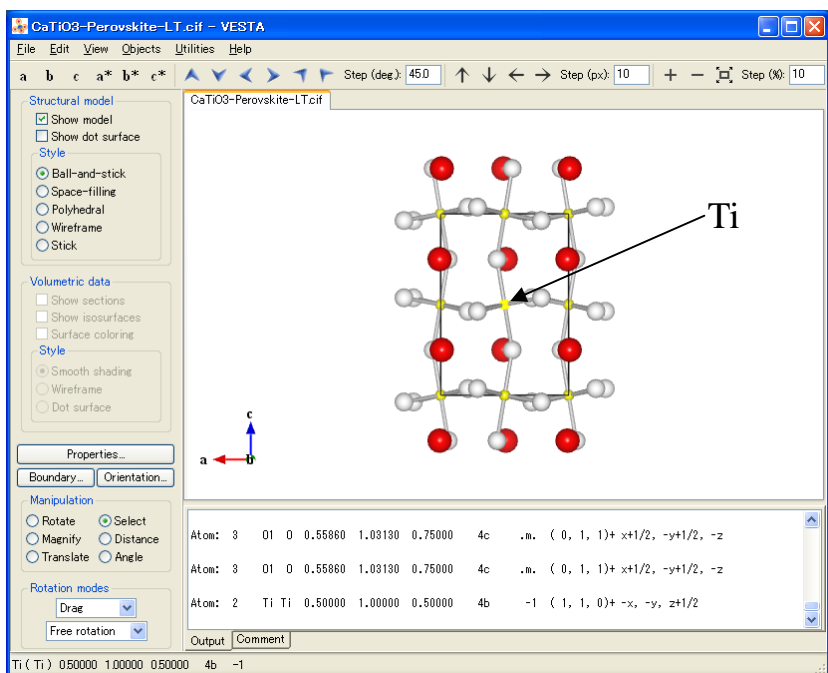 CaTiO3-Perovskite-LT.cif - VESTA
File Edit View Objects Utilities Help
a b c a* b* c* Step (deg.): 45.0 Step (px): 10 Step (%): 10
Structural model
Show model
Show dot surface
Style
Ball-and-stick
Space-filling
Polyhedral
Wireframe
Stick
Volumetric data
Show sections
Show isosurfaces
Surface coloring
Style
Smooth shading
Wireframe
Dot surface
Properties...
Boundary... Orientation...
Manipulation
Rotate Select
Magnify Distance
Translate Angle
Rotation modes
Drag
Free rotation
CaTiO3-Perovskite-LT.cif
Ti
c
a b
Atom: 3 O1 O 0.55860 1.03130 0.75000 4c .m. ( 0, 1, 1)+ x+1/2, -y+1/2, -z
Atom: 3 O1 O 0.55860 1.03130 0.75000 4c .m. ( 0, 1, 1)+ x+1/2, -y+1/2, -z
Atom: 2 Ti Ti 0.50000 1.00000 0.50000 4b -1 ( 1, 1, 0)+ -x, -y, z+1/2
Output Comment
Ti ( Ti ) 0.50000 1.00000 0.50000 4b -1